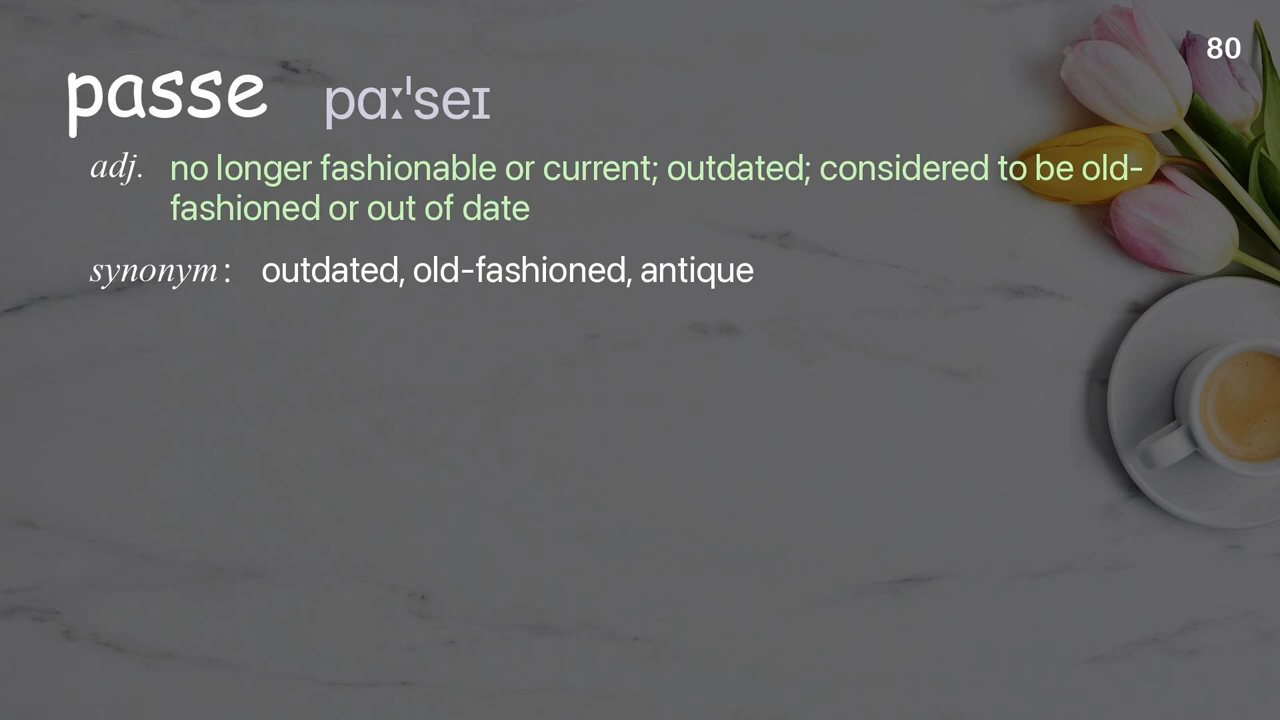 80
passe pɑːˈseɪ
adj. no longer fashionable or current; outdated; considered to be old-
fashioned or out of date
synonym: outdated, old-fashioned, antique